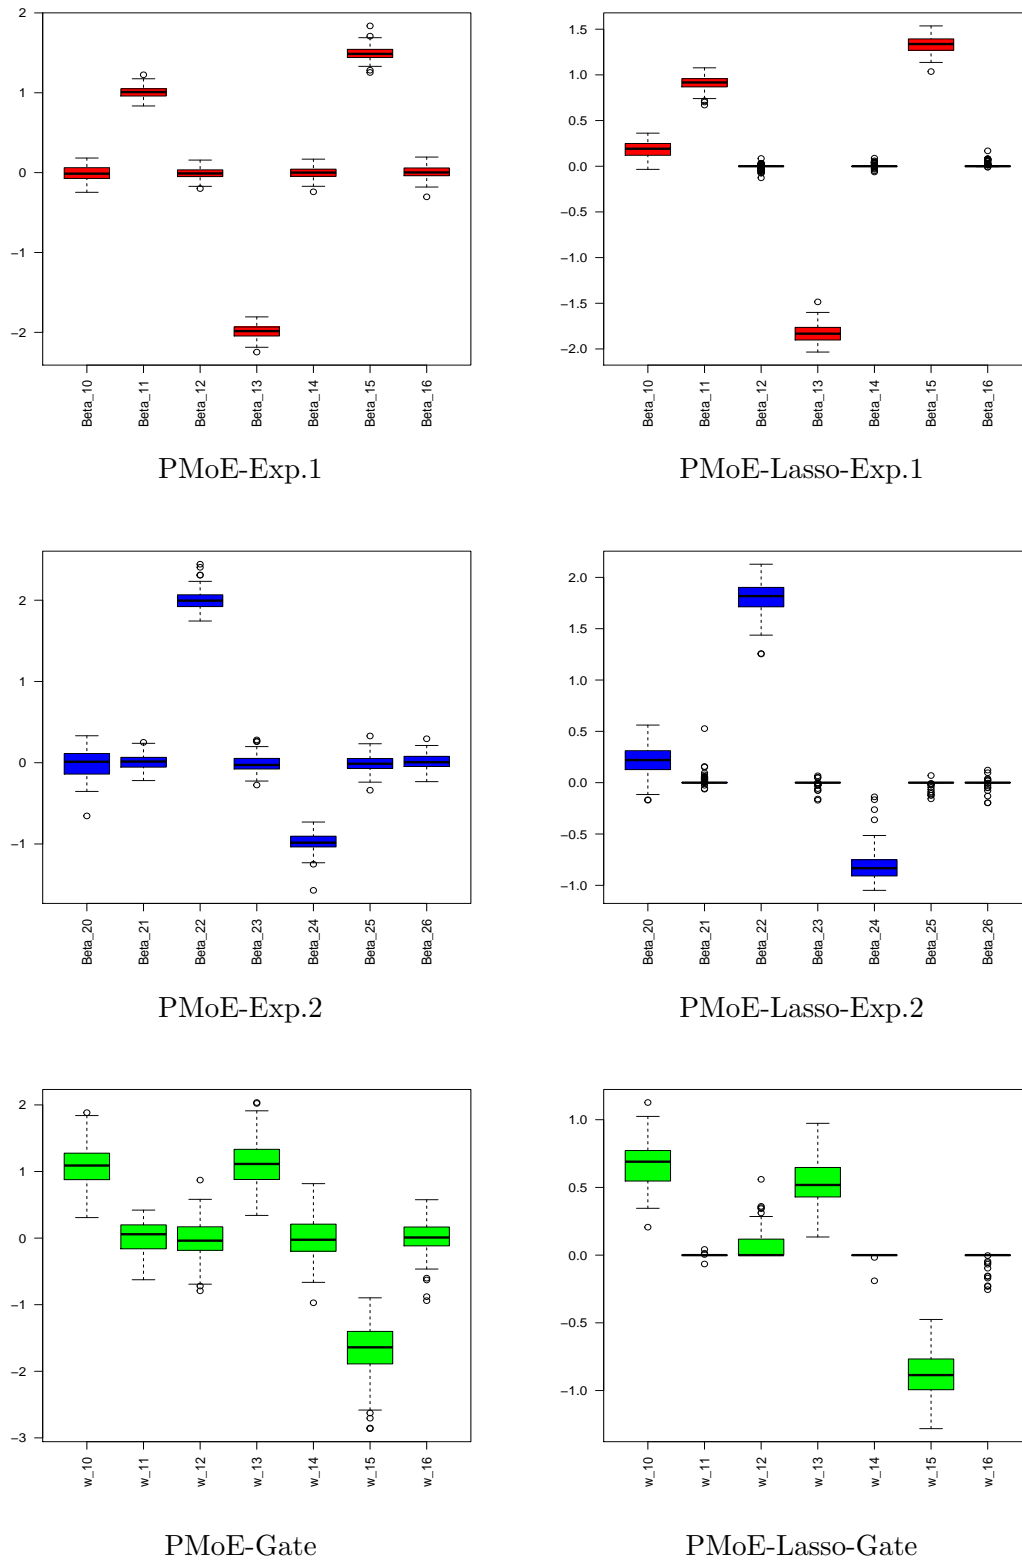 2
1
0
−1
−2
Beta_10
Beta_11
Beta_12
Beta_13
Beta_14
Beta_15
Beta_16
PMoE-Exp.1
1.5
1.0
0.5
0.0
−0.5
−1.0
−1.5
−2.0
Beta_10
Beta_11
Beta_12
Beta_13
Beta_14
Beta_15
Beta_16
PMoE-Lasso-Exp.1
2
1
0
−1
Beta_20
Beta_21
Beta_22
Beta_23
Beta_24
Beta_25
Beta_26
PMoE-Exp.2
2.0
1.5
1.0
0.5
0.0
−0.5
−1.0
Beta_20
Beta_21
Beta_22
Beta_23
Beta_24
Beta_25
Beta_26
PMoE-Lasso-Exp.2
2
1
0
−1
−2
−3
w_10
w_11
w_12
w_13
w_14
w_15
w_16
PMoE-Gate
1.0
0.5
0.0
−0.5
−1.0
w_10
w_11
w_12
w_13
w_14
w_15
w_16
PMoE-Lasso-Gate